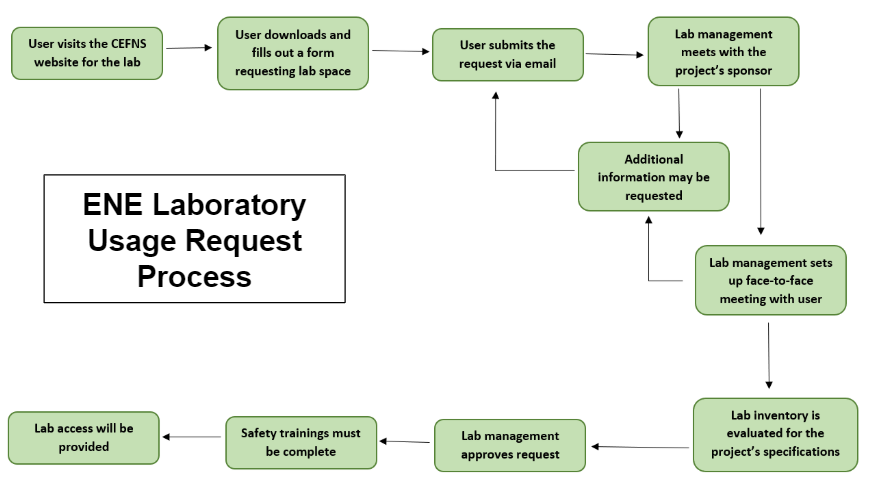 User visits the CEFNS
website for the lab
User downloads and
fills out a form
requesting lab space
User submits the
request via email
Lab management
meets with the
project's sponsor
Additional
information may be
requested
ENE Laboratory
Usage Request
Process
Lab management sets
up face-to-face
meeting with user
Lab inventory is
evaluated for the
project's specifications
Lab management
approves request
Safety trainings must
be complete
Lab access will be
provided